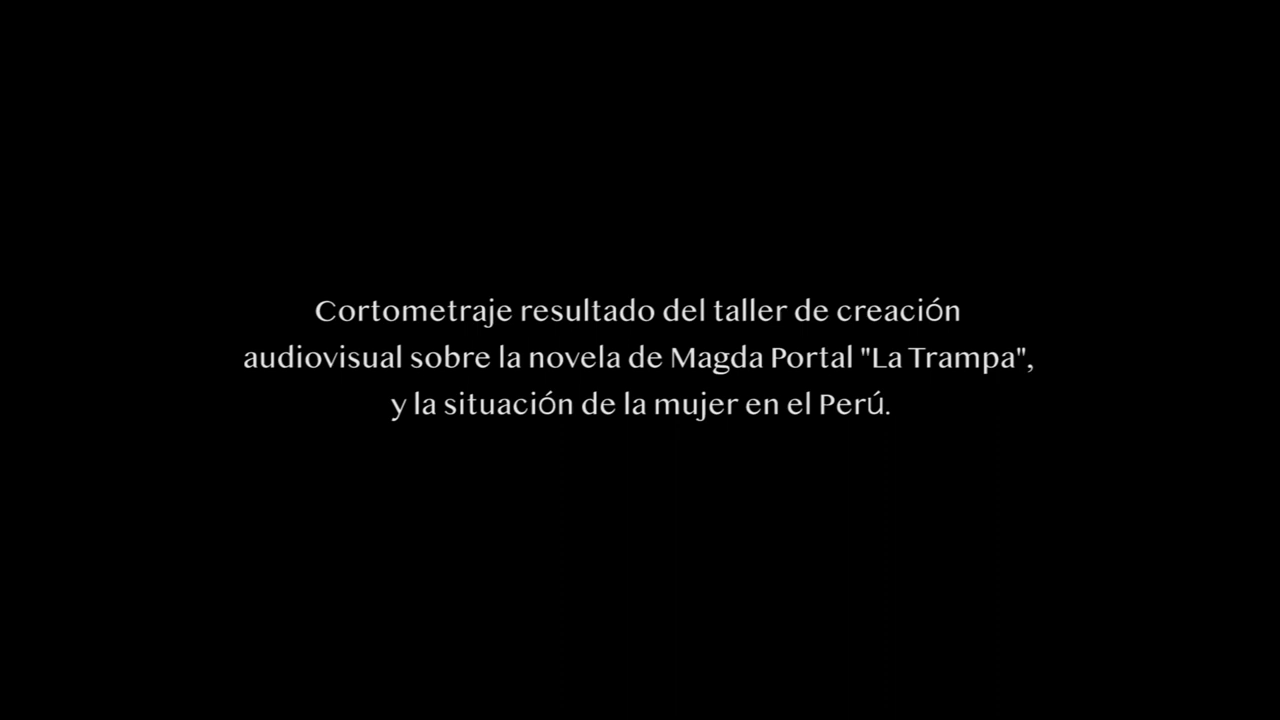 Cortometraje resultado del taller de creación
audiovisual sobre la novela de Magda Portal "La Trampa",
y la situación de la mujer en el Perú.